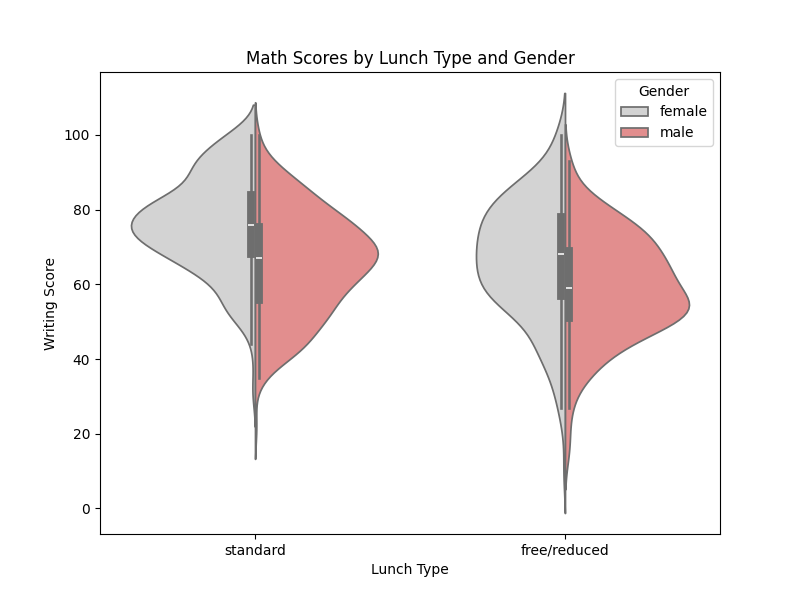 Math Scores by Lunch Type and Gender
Gender
female
male
100
80
60
40
20
0
Writing Score
standard
free/reduced
Lunch Type